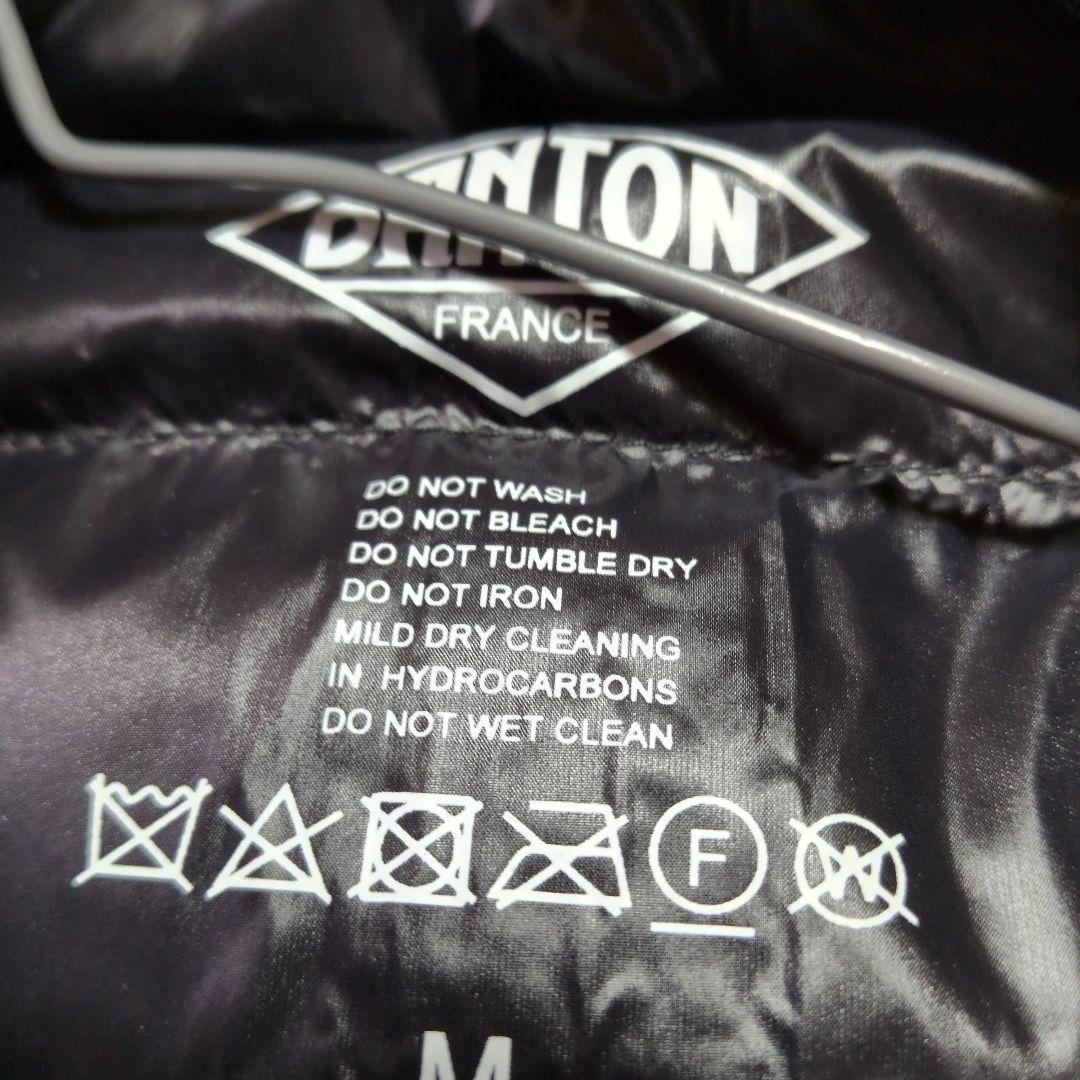 DANTON
FRANCE
DO NOT WASH
DO NOT BLEACH
DO NOT TUMBLE DRY
DO NOT IRON
MILD DRY CLEANING
IN HYDROCARBONS
DO NOT WET CLEAN
F W
M